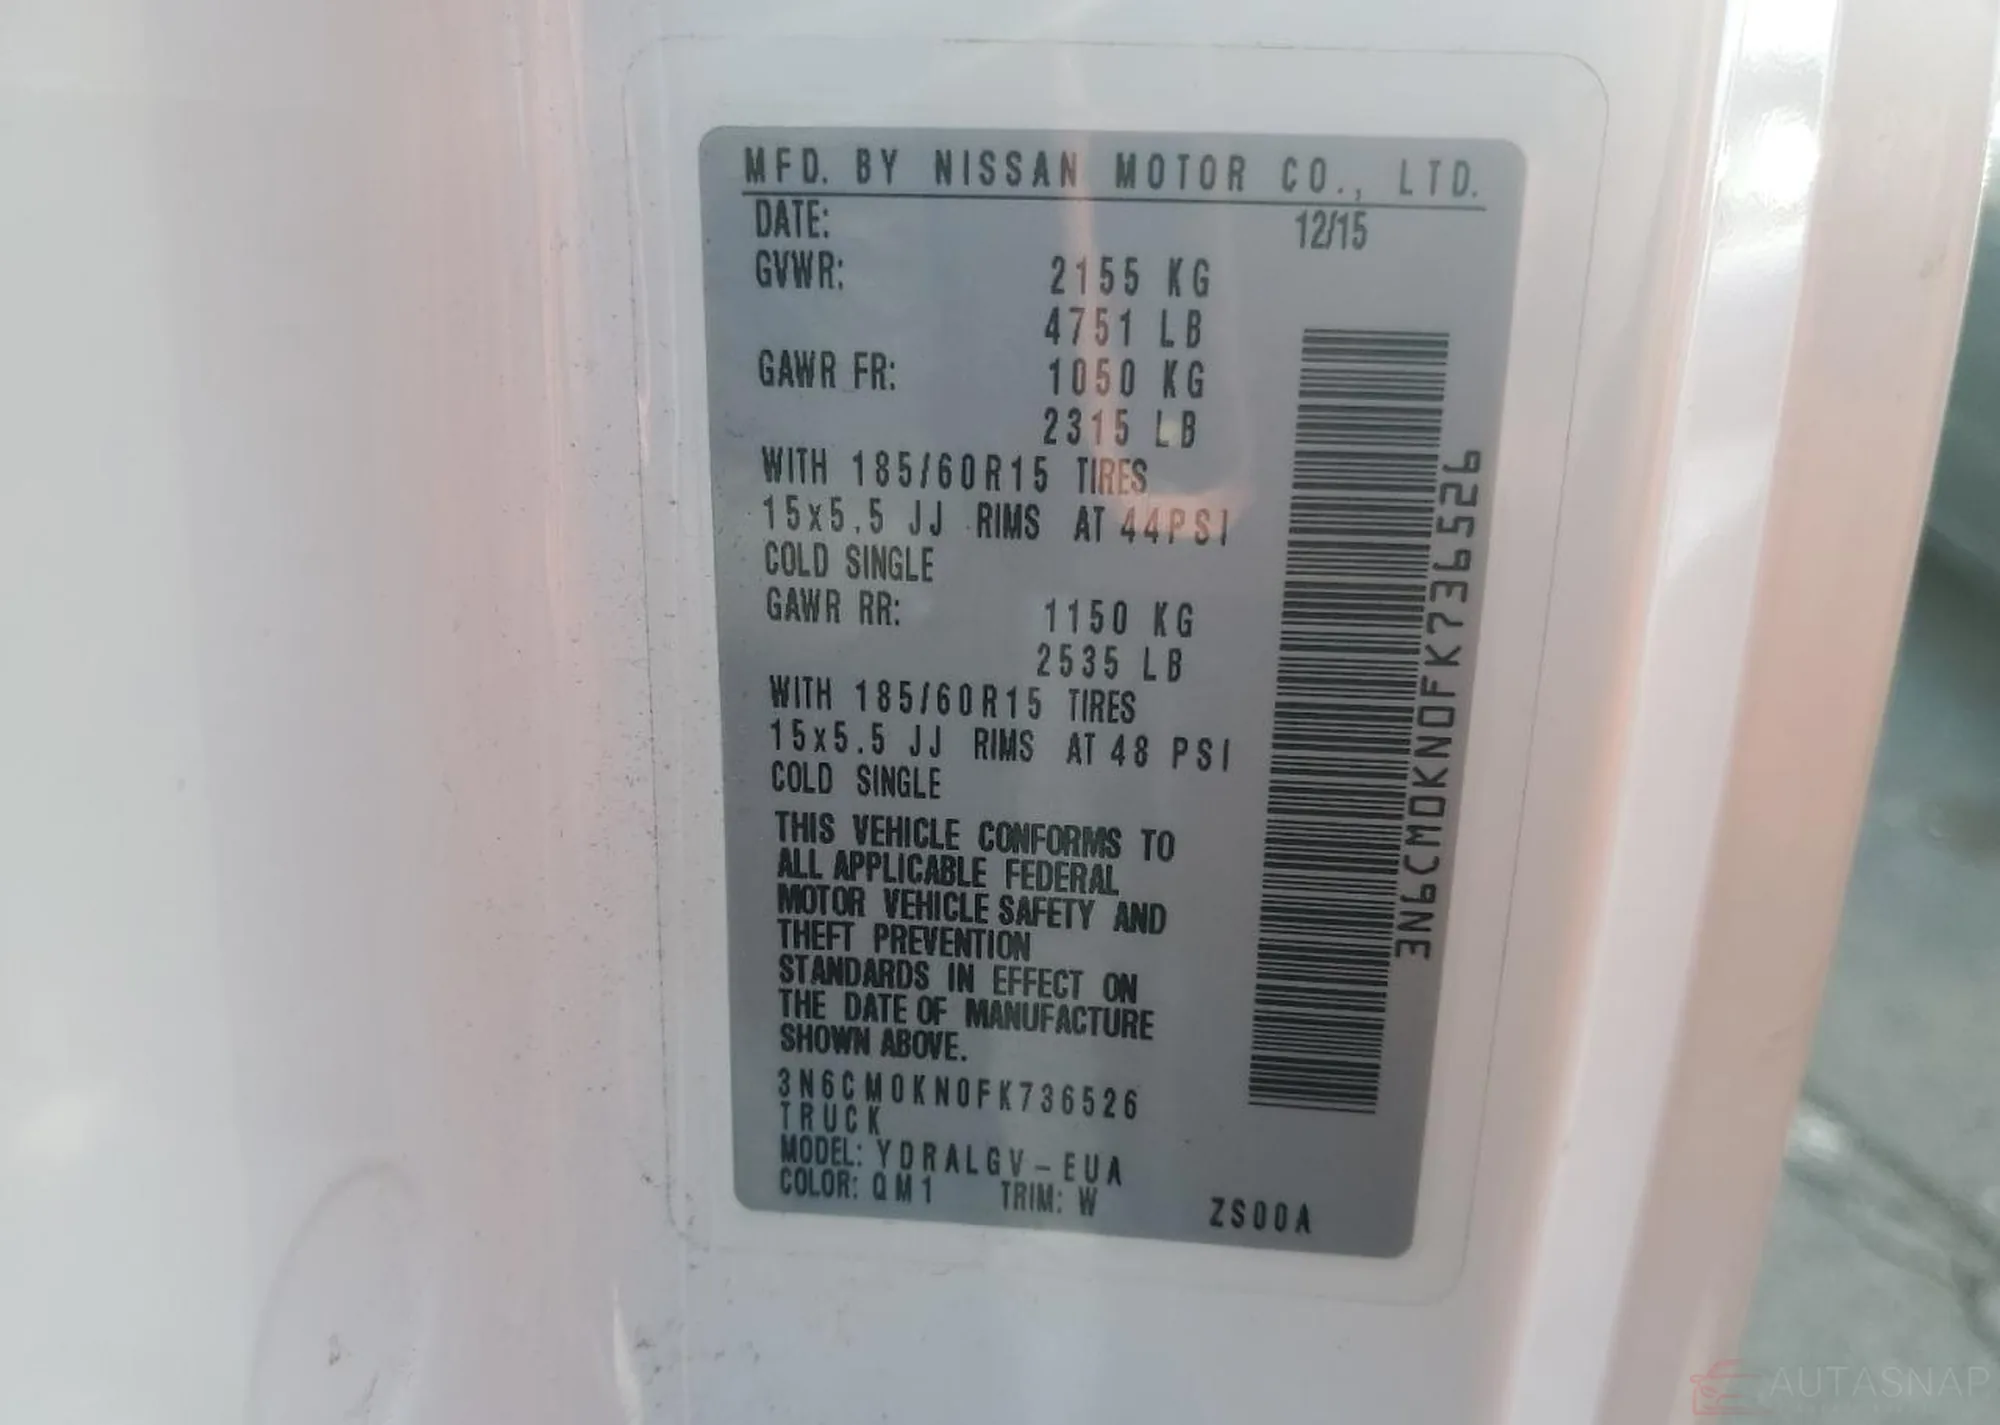 MFD. BY NISSAN MOTOR CO., LTD.
DATE: 12/15
GVWR: 2155 KG
4751 LB
GAWR FR: 1050 KG
2315 LB
WITH 185/60R15 TIRES
15x5.5 JJ RIMS AT 44PSI
COLD SINGLE
GAWR RR: 1150 KG
2535 LB
WITH 185/60R15 TIRES
15x5.5 JJ RIMS AT 48 PSI
COLD SINGLE
THIS VEHICLE CONFORMS TO
ALL APPLICABLE FEDERAL
MOTOR VEHICLE SAFETY AND
THEFT PREVENTION
STANDARDS IN EFFECT ON
THE DATE OF MANUFACTURE
SHOWN ABOVE.
3N6CM0KN0FK736526
TRUCK
MODEL: YDRALGV-EUA
COLOR: QM1 TRIM: W ZS00A
3N6CM0KN0FK736526
AUTASNAP